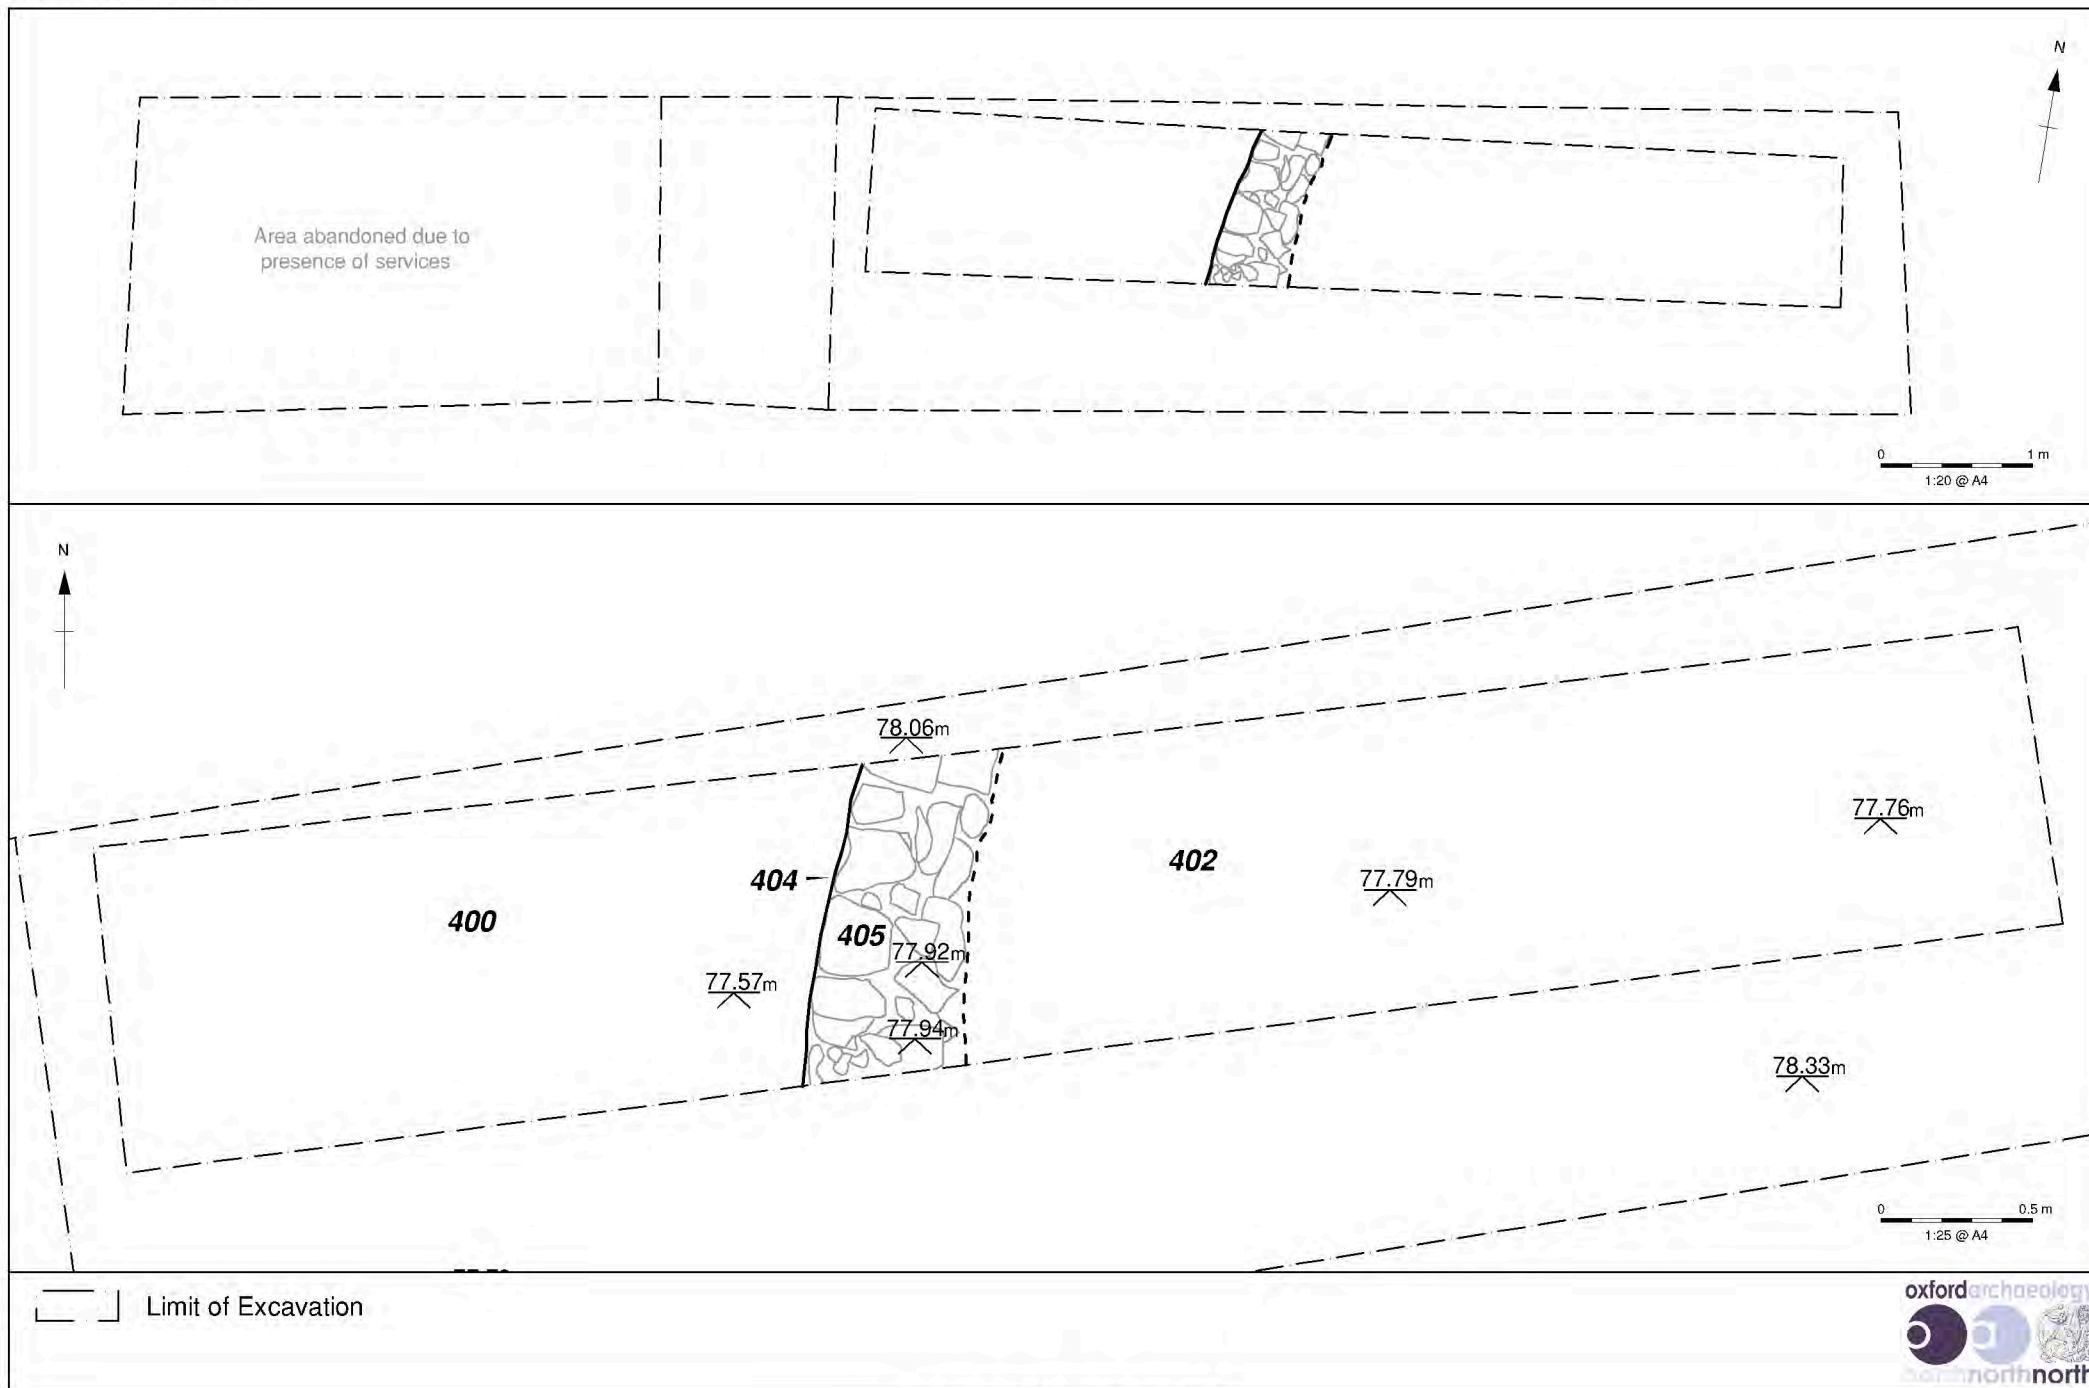 N
Area abandoned due to
presence of services
0 1 m
1:20 @ A4
N
78.06m
77.76m
404
402
77.79m
400
405
77.92m
77.57m
77.94m
78.33m
0 0.5 m
1:25 @ A4
Limit of Excavation
oxfordarchaeology
northnorth